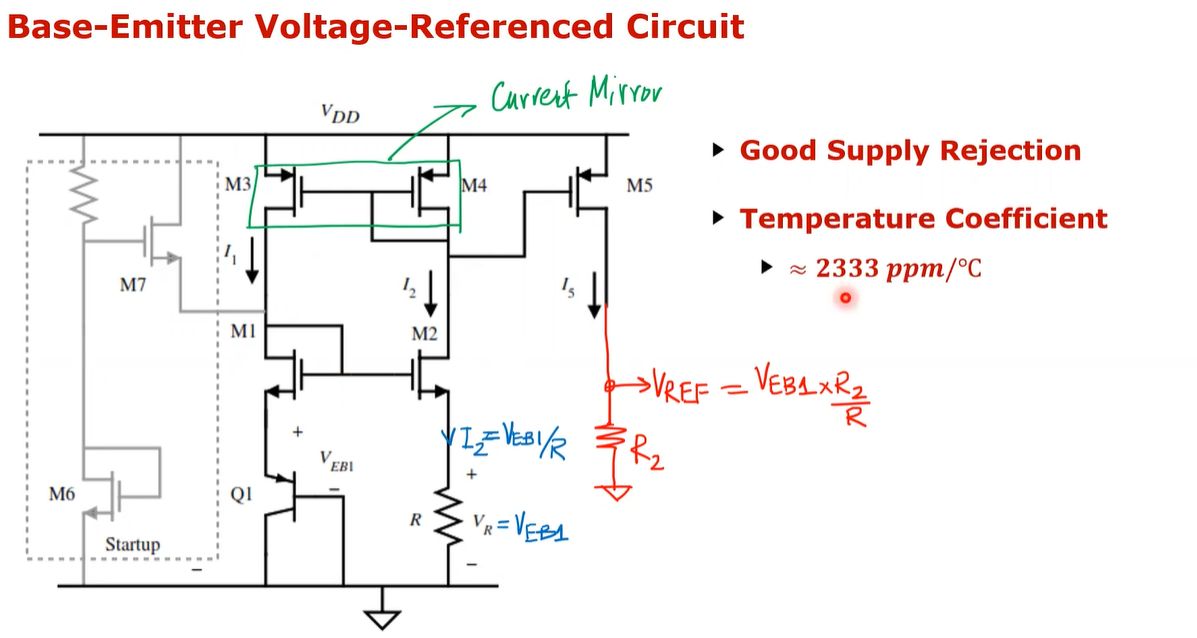 Base-Emitter Voltage-Referenced Circuit
Current Mirror
VDD
M3
M4
M5
I1
M7
I2
I5
M1
M2
+
VEB1
−
M6
Q1
Startup
−
I2=VEB1/R
+
R
VR=VEB1
−
VREF = VEB1×R2/R
R2
‣ Good Supply Rejection
‣ Temperature Coefficient
‣ ≈ 2333 ppm/°C